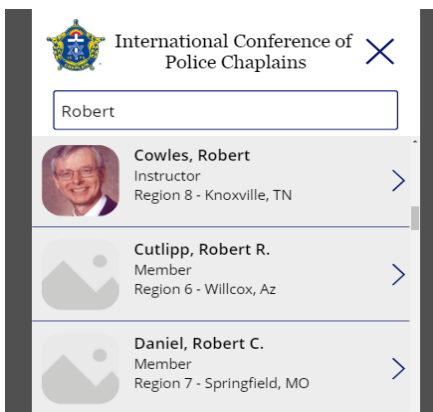 International Conference of
Police Chaplains
Robert
Cowles, Robert
Instructor
Region 8 - Knoxville, TN
Cutlipp, Robert R.
Member
Region 6 - Willcox, Az
Daniel, Robert C.
Member
Region 7 - Springfield, MO